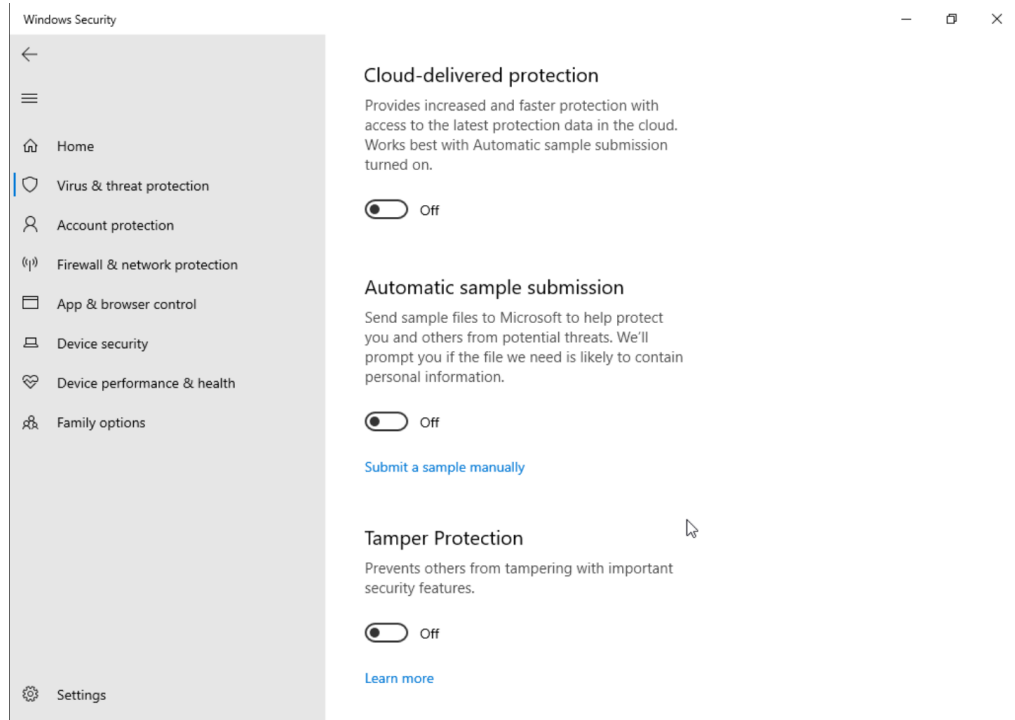 Windows Security
Home
Virus & threat protection
Account protection
Firewall & network protection
App & browser control
Device security
Device performance & health
Family options
Settings
Cloud-delivered protection
Provides increased and faster protection with
access to the latest protection data in the cloud.
Works best with Automatic sample submission
turned on.
Off
Automatic sample submission
Send sample files to Microsoft to help protect
you and others from potential threats. We'll
prompt you if the file we need is likely to contain
personal information.
Off
Submit a sample manually
Tamper Protection
Prevents others from tampering with important
security features.
Off
Learn more